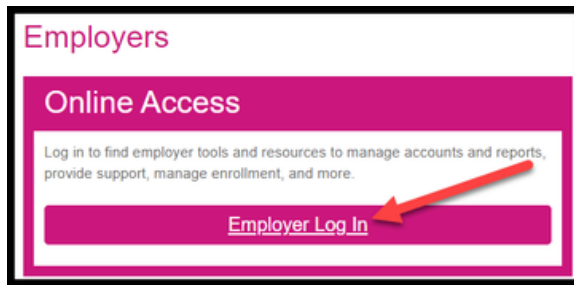 Employers
Online Access
Log in to find employer tools and resources to manage accounts and reports,
provide support, manage enrollment, and more.
Employer Log In